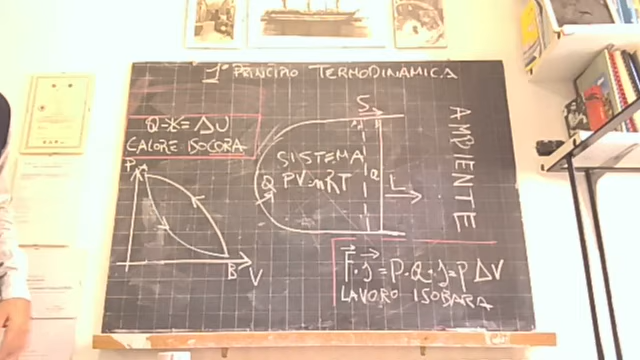 1° PRINCIPIO TERMODINAMICA
Q-L=ΔU
CALORE ISOCORA
P
A
B
V
S
SISTEMA
PV=nRT
Q
a
L
AMBIENTE
F·s=p·a·s=p ΔV
LAVORO ISOBARA